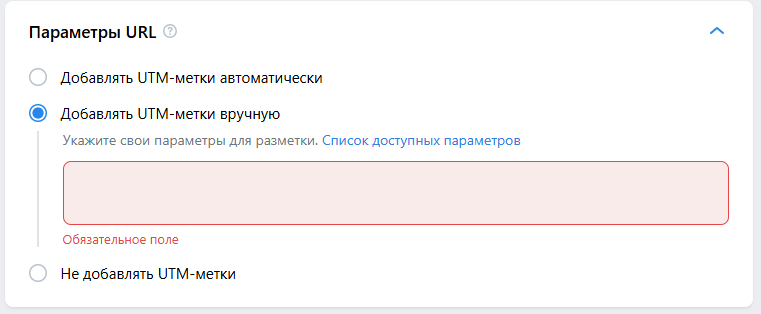 Параметры URL ?
Добавлять UTM-метки автоматически
Добавлять UTM-метки вручную
Укажите свои параметры для разметки. Список доступных параметров
Обязательное поле
Не добавлять UTM-метки